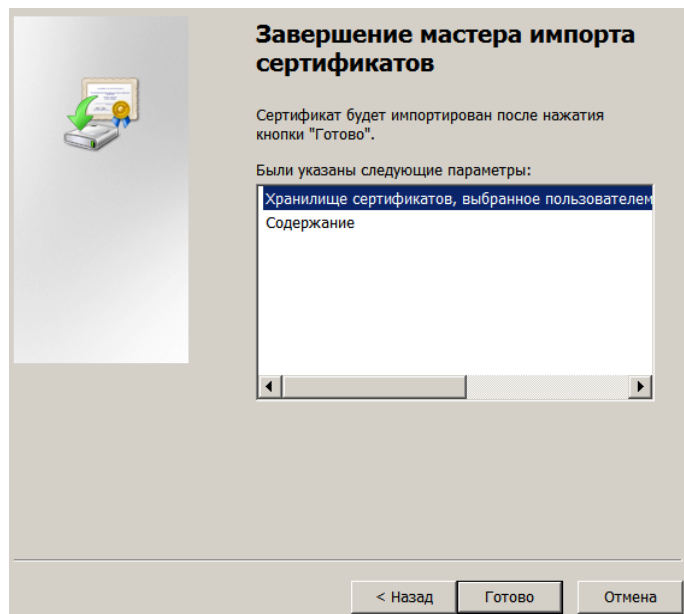 Завершение мастера импорта
сертификатов
Сертификат будет импортирован после нажатия
кнопки "Готово".
Были указаны следующие параметры:
Хранилище сертификатов, выбранное пользователем
Содержание
< Назад
Готово
Отмена